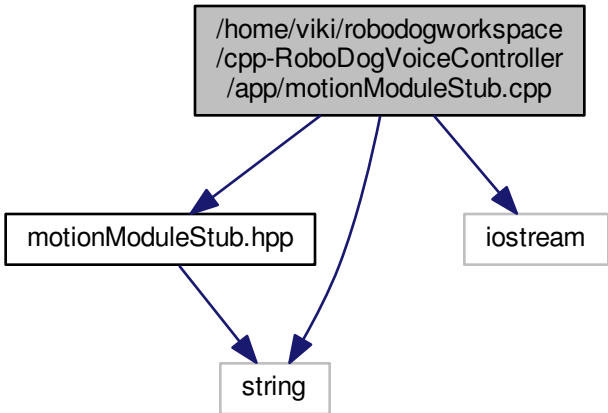 /home/viki/robodogworkspace
/cpp-RoboDogVoiceController
/app/motionModuleStub.cpp
motionModuleStub.hpp
iostream
string